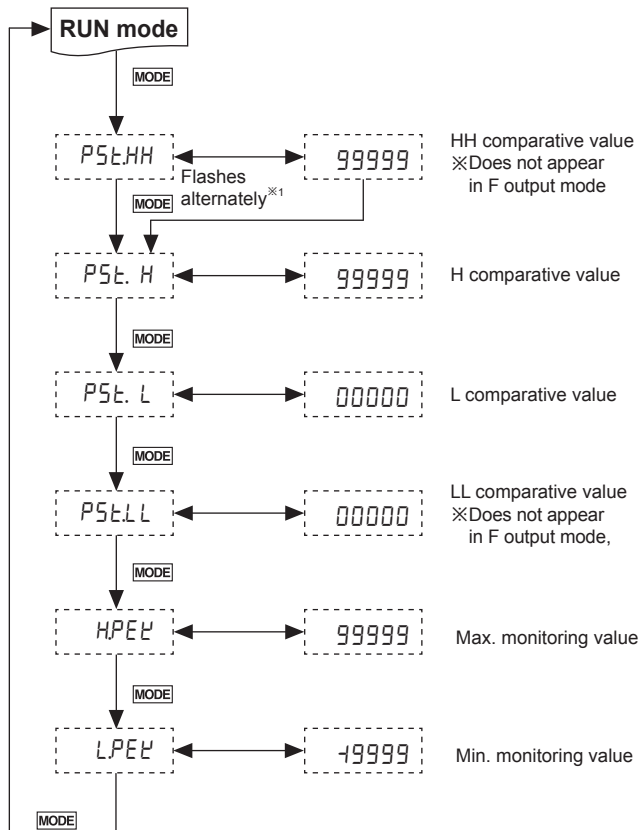 RUN mode
MODE
PSt.HH
99999
HH comparative value
※Does not appear
in F output mode
Flashes
alternately※1
MODE
PSt. H
99999
H comparative value
MODE
PSt. L
00000
L comparative value
MODE
PSt.LL
00000
LL comparative value
※Does not appear
in F output mode,
MODE
H.PEK
99999
Max. monitoring value
MODE
L.PEK
-19999
Min. monitoring value
MODE